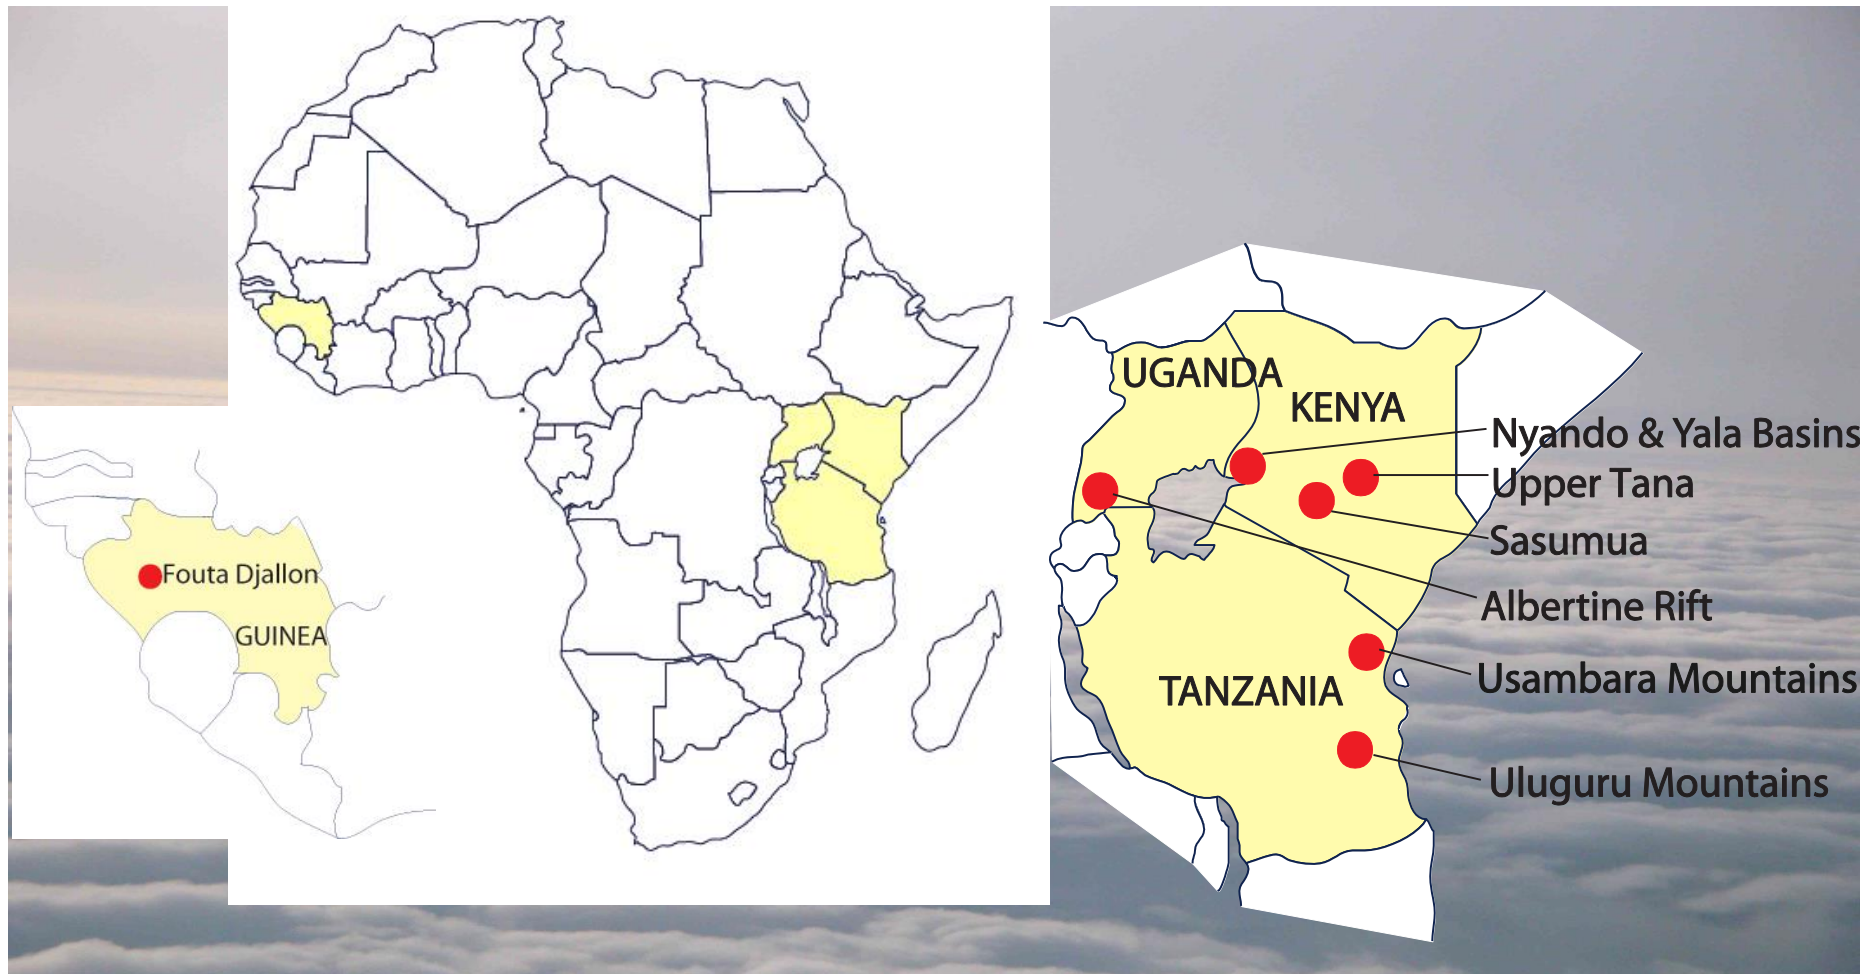 Fouta Djallon
GUINEA
UGANDA
KENYA
Nyando & Yala Basins
Upper Tana
Sasumua
Albertine Rift
Usambara Mountains
TANZANIA
Uluguru Mountains